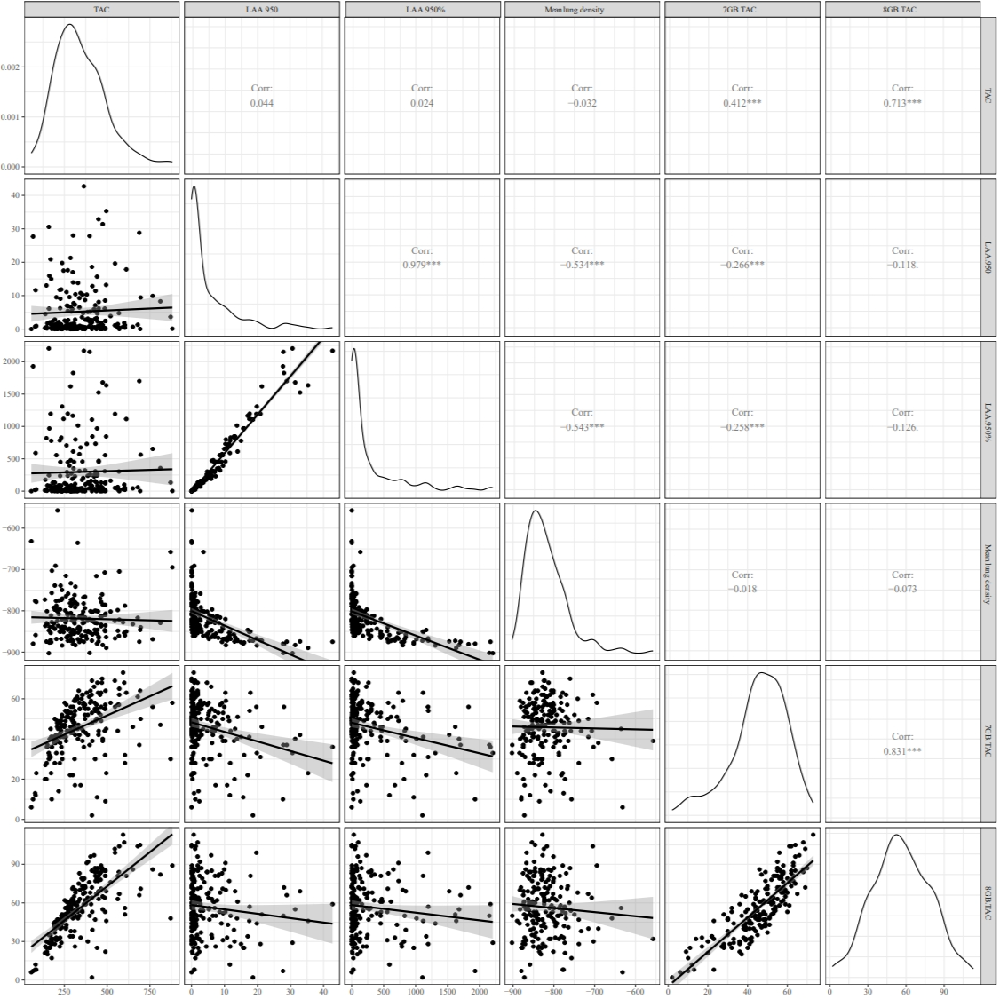 TAC LAA.950 LAA.950% Mean lung density 7GB.TAC 8GB.TAC
0.002
0.001
0.000
Corr:
0.044
Corr:
0.024
Corr:
−0.032
Corr:
0.412***
Corr:
0.713***
TAC
40
30
20
10
0
Corr:
0.979***
Corr:
−0.534***
Corr:
−0.266***
Corr:
−0.118.
LAA.950
2000
1500
1000
500
0
Corr:
−0.543***
Corr:
−0.258***
Corr:
−0.126.
LAA.950%
−600
−700
−800
−900
Corr:
−0.018
Corr:
−0.073
Mean lung density
60
40
20
0
Corr:
0.831***
7GB.TAC
90
60
30
0
8GB.TAC
250 500 750 0 10 20 30 40 0 500 1000 1500 2000 −900 −800 −700 −600 0 20 40 60 0 30 60 90